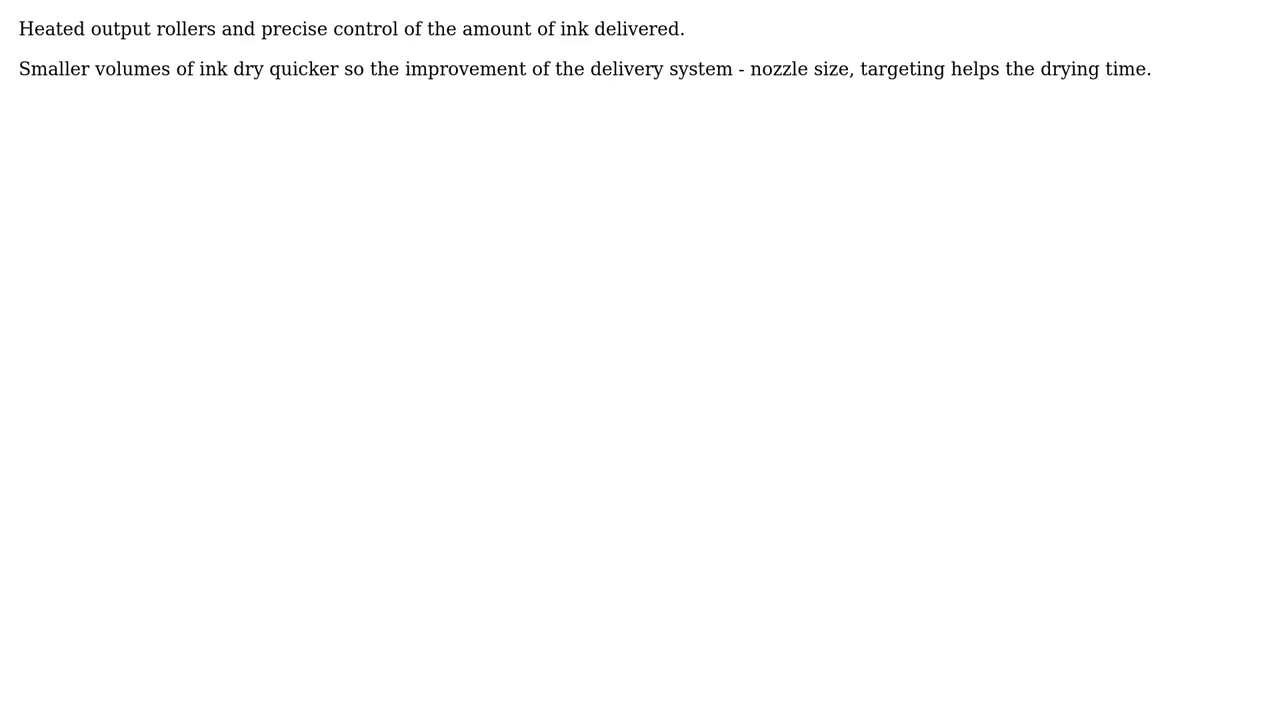 Heated output rollers and precise control of the amount of ink delivered.
Smaller volumes of ink dry quicker so the improvement of the delivery system - nozzle size, targeting helps the drying time.